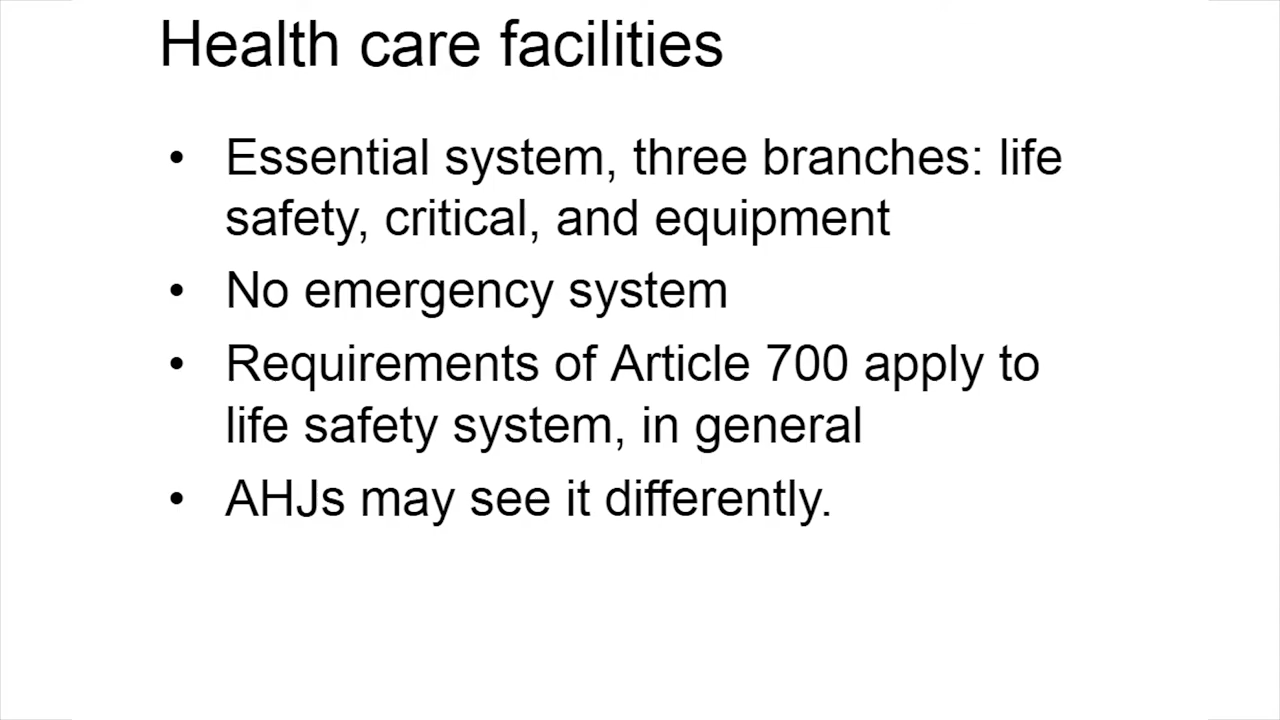 Health care facilities
• Essential system, three branches: life
safety, critical, and equipment
• No emergency system
• Requirements of Article 700 apply to
life safety system, in general
• AHJs may see it differently.